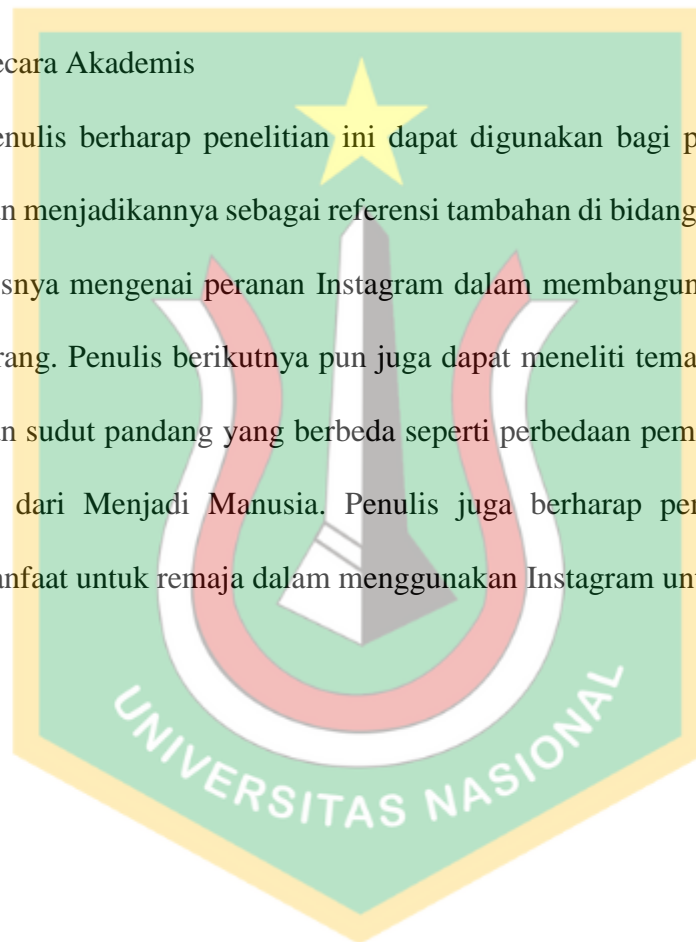 ecara Akademis
enulis berharap penelitian ini dapat digunakan bagi p
n menjadikannya sebagai referensi tambahan di bidang
snya mengenai peranan Instagram dalam membangun
rang. Penulis berikutnya pun juga dapat meneliti tema
n sudut pandang yang berbeda seperti perbedaan pem
dari Menjadi Manusia. Penulis juga berharap per
anfaat untuk remaja dalam menggunakan Instagram unt
UNIVERSITAS NASIONAL